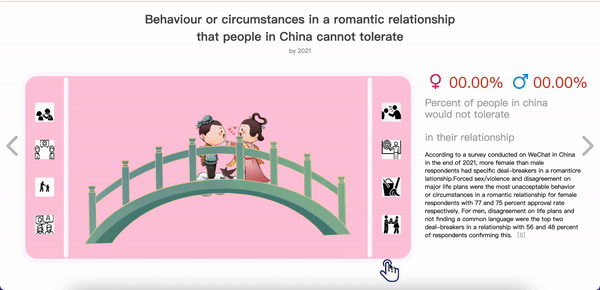 Behaviour or circumstances in a romantic relationship
that people in China cannot tolerate
by 2021
00.00% 00.00%
Percent of people in china
would not tolerate
in their relationship
According to a survey conducted on WeChat in China
in the end of 2021, more female than male
respondents had specific deal-breakers in a romanticre
lationship.Forced sex/violence and disagreement on
major life plans were the most unacceptable behavior
or circumstances in a romantic relationship for female
respondents with 77 and 75 percent approval rate
respectively. For men, disagreement on life plans and
not finding a common language were the top two
deal-breakers in a relationship with 56 and 48 percent
of respondents confirming this. [6]